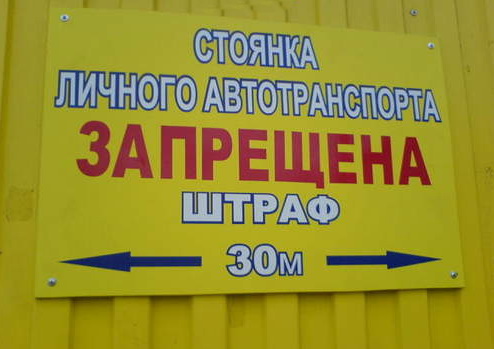 СТОЯНКА
ЛИЧНОГО АВТОТРАНСПОРТА
ЗАПРЕЩЕНА
ШТРАФ
30м